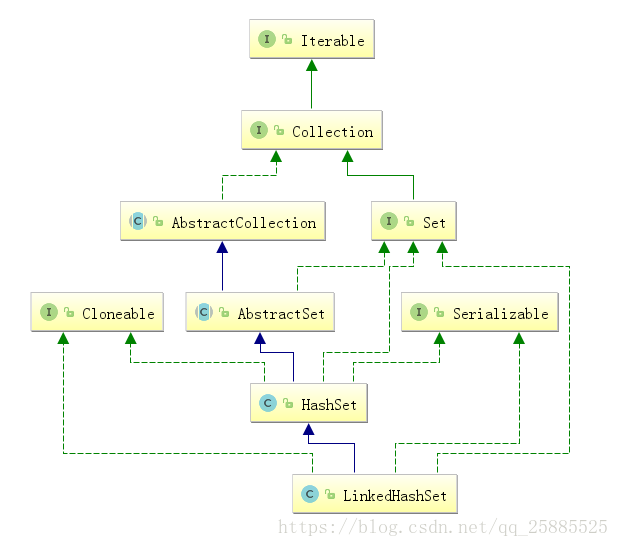 I Iterable
I Collection
C AbstractCollection
I Set
I Cloneable
C AbstractSet
I Serializable
C HashSet
C LinkedHashSet
https://blog.csdn.net/qq_25885525